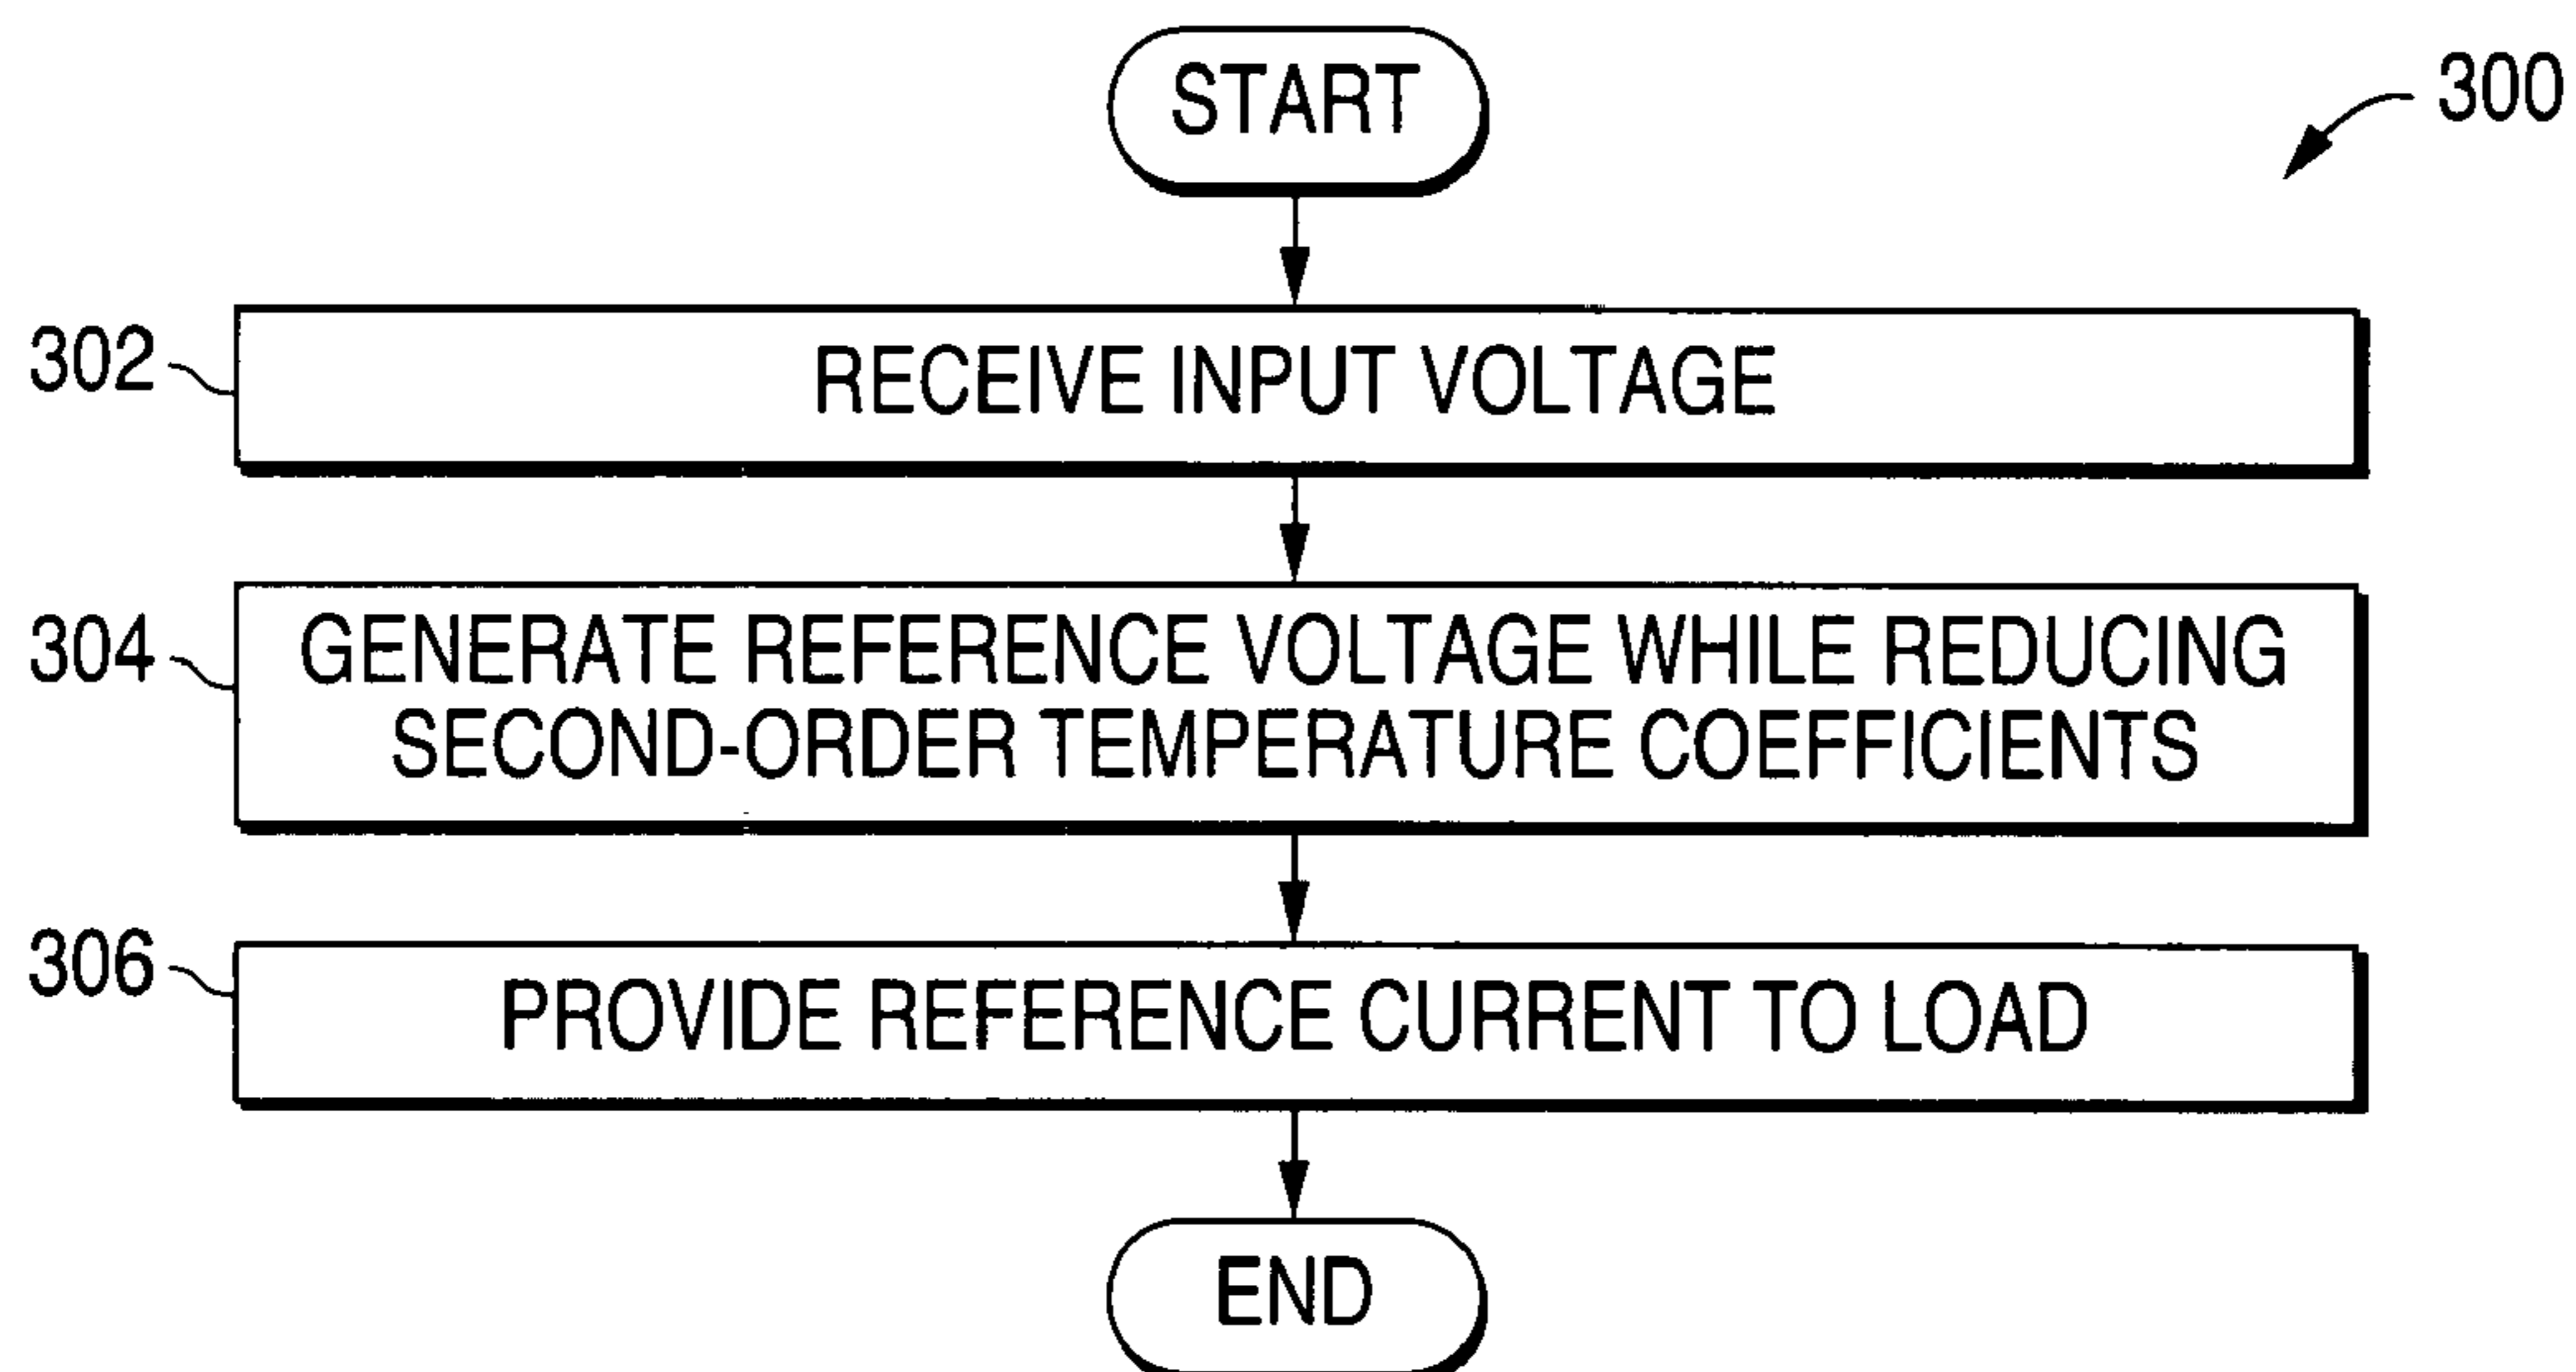 START
300
302
RECEIVE INPUT VOLTAGE
304
GENERATE REFERENCE VOLTAGE WHILE REDUCING
SECOND-ORDER TEMPERATURE COEFFICIENTS
306
PROVIDE REFERENCE CURRENT TO LOAD
END